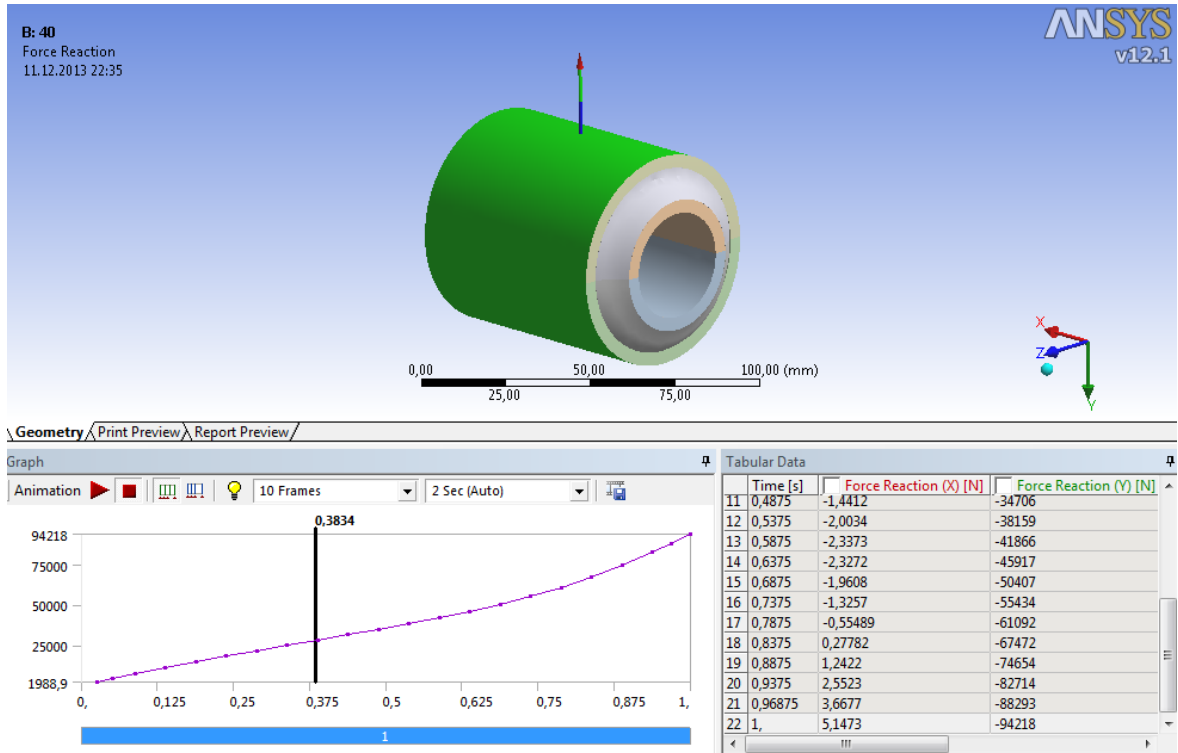 B: 40
Force Reaction
11.12.2013 22:35
ANSYS
v12.1
X
Z
Y
0,00 50,00 100,00 (mm)
25,00 75,00
Geometry Print Preview Report Preview
Graph
Animation 10 Frames 2 Sec (Auto)
0,3834
94218
75000
50000
25000
1988,9
0, 0,125 0,25 0,375 0,5 0,625 0,75 0,875 1,
1
Tabular Data
Time [s] Force Reaction (X) [N] Force Reaction (Y) [N]
11 0,4875 -1,4412 -34706
12 0,5375 -2,0034 -38159
13 0,5875 -2,3373 -41866
14 0,6375 -2,3272 -45917
15 0,6875 -1,9608 -50407
16 0,7375 -1,3257 -55434
17 0,7875 -0,55489 -61092
18 0,8375 0,27782 -67472
19 0,8875 1,2422 -74654
20 0,9375 2,5523 -82714
21 0,96875 3,6677 -88293
22 1, 5,1473 -94218